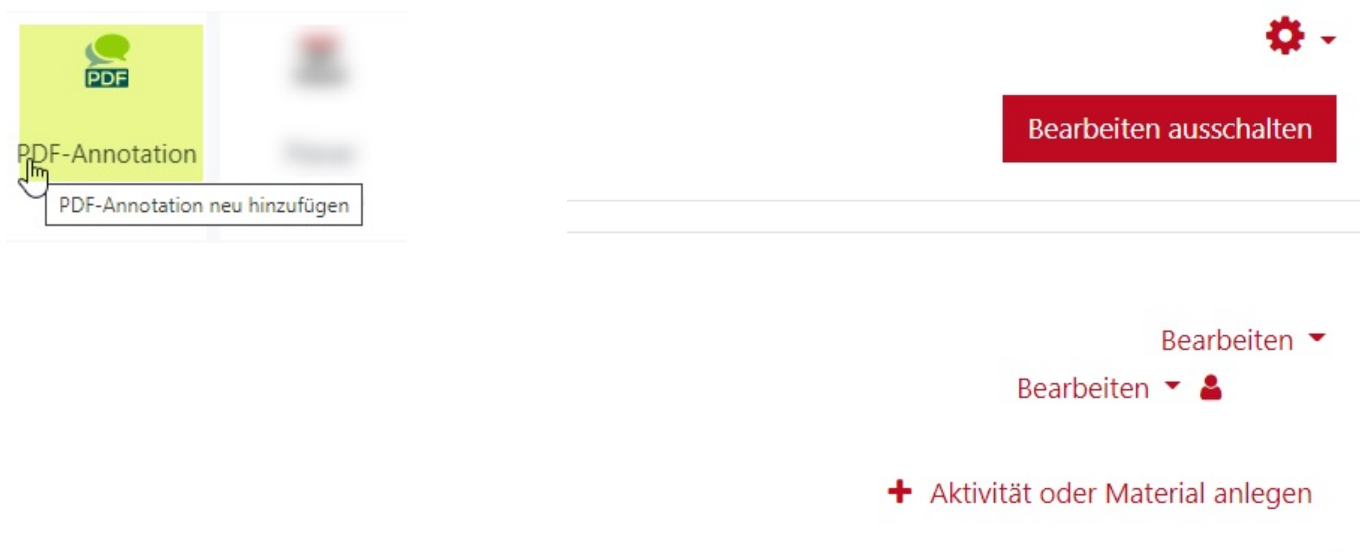 PDF
PDF-Annotation
PDF-Annotation neu hinzufügen
Bearbeiten ausschalten
Bearbeiten
Bearbeiten
Aktivität oder Material anlegen